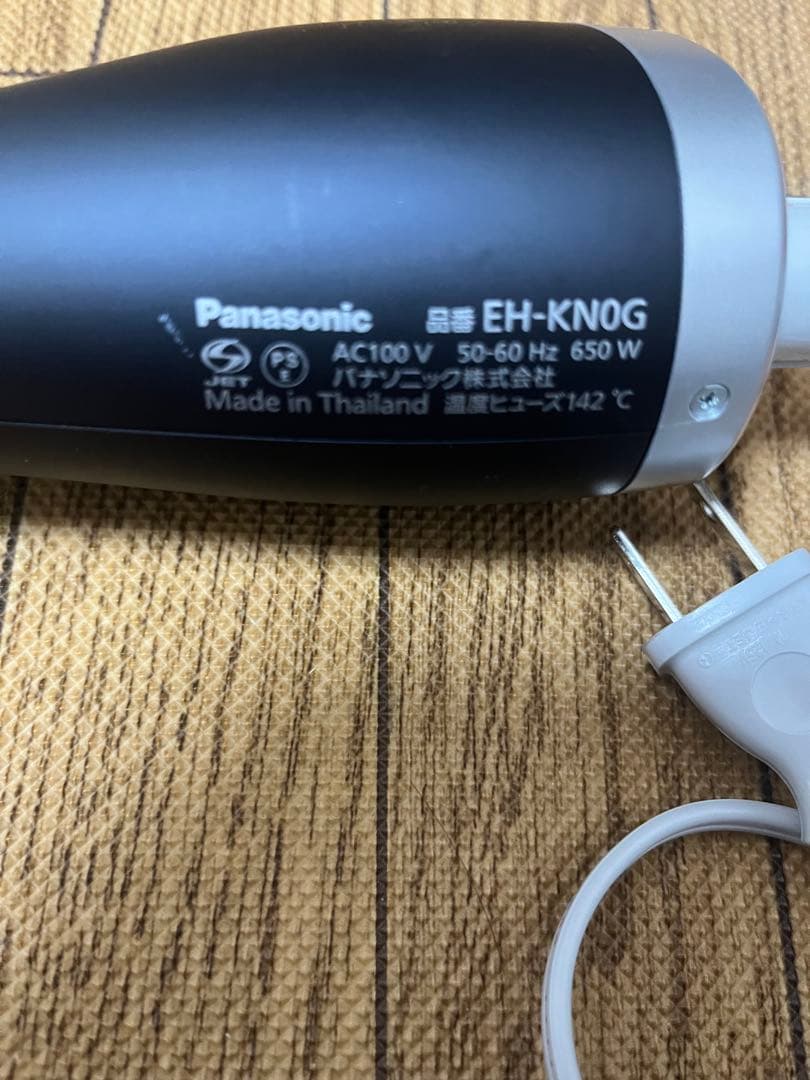 Panasonic 品番 EH-KN0G
JET PS E AC100 V 50-60 Hz 650 W
パナソニック株式会社
Made in Thailand 温度ヒューズ142 ℃